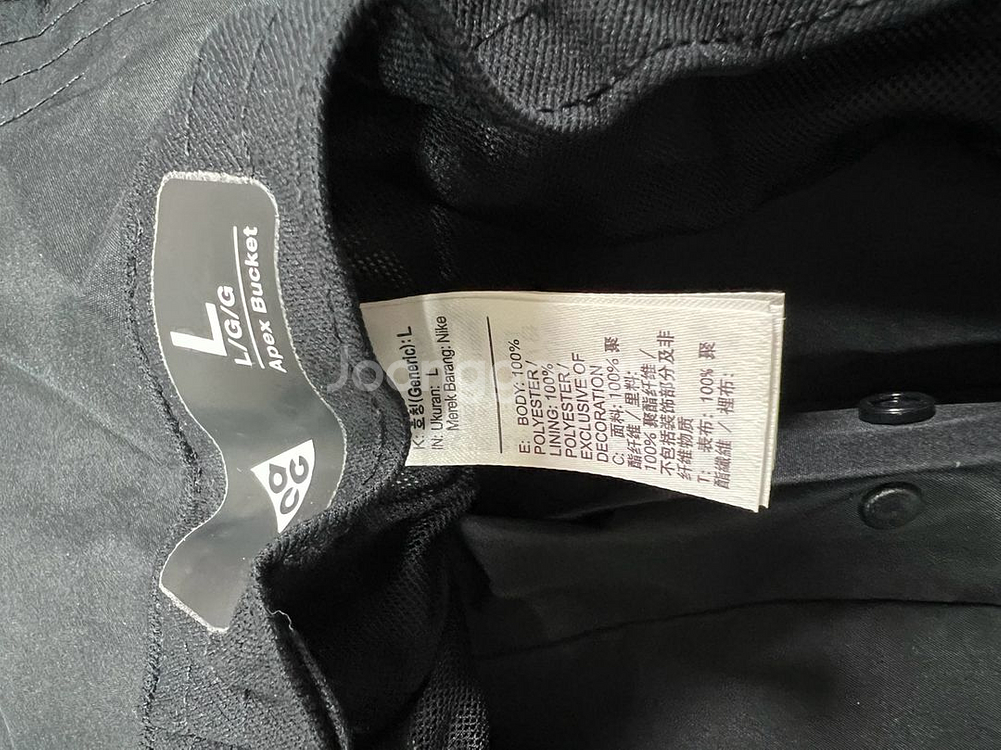 L
L/G/G
Apex Bucket
ACG
K: 호칭(Generic): L
IN: Ukuran: L
Merek Barang: Nike
E: BODY: 100%
POLYESTER /
LINING: 100%
POLYESTER /
EXCLUSIVE OF
DECORATION
C: 面料: 100% 聚
酯纤维 / 里料:
100% 聚酯纤维 /
不包括装饰部分及非
纤维物质
T: 表布: 100% 聚
酯纖維 / 裡布: